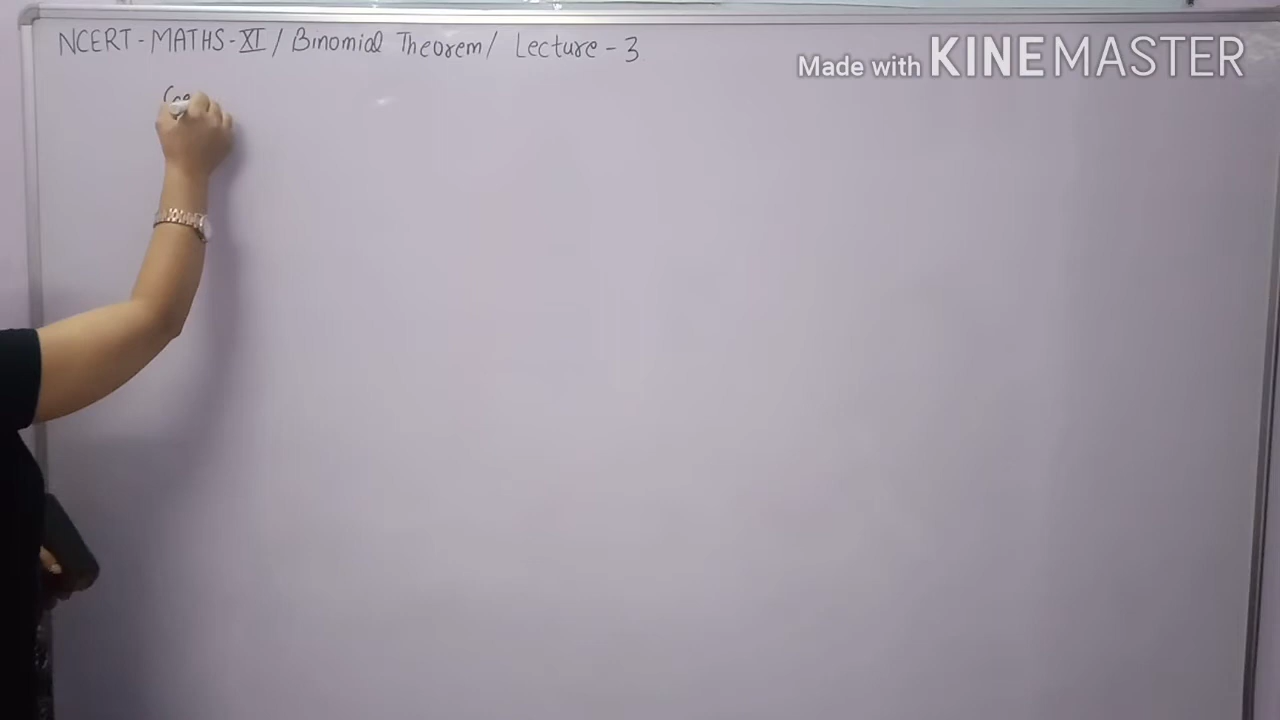 NCERT - MATHS - XI / Binomial Theorem / Lecture - 3
Made with KINEMASTER